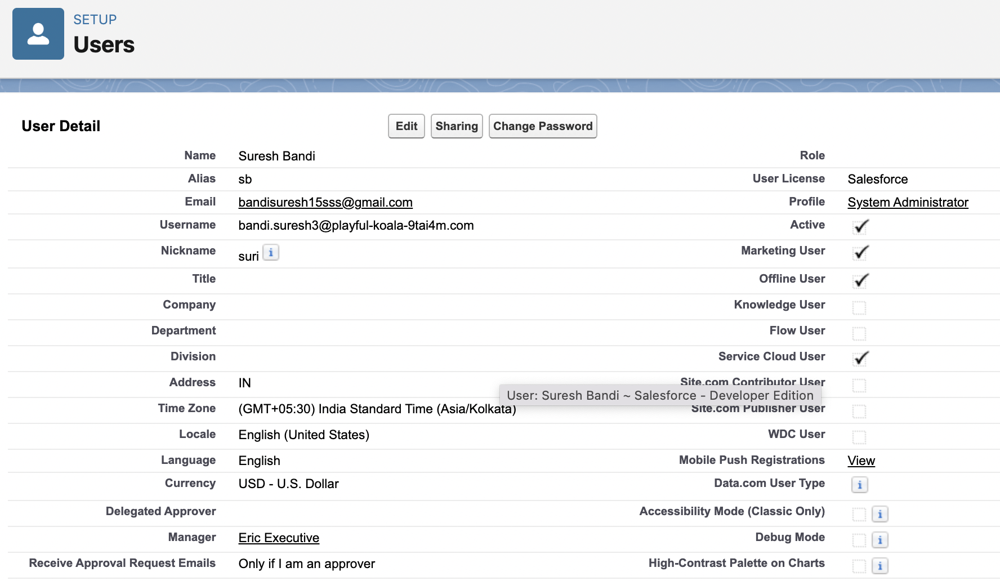 SETUP
Users
User Detail
Edit
Sharing
Change Password
Name Suresh Bandi Role
Alias sb User License Salesforce
Email bandisuresh15sss@gmail.com Profile System Administrator
Username bandi.suresh3@playful-koala-9tai4m.com Active
Nickname suri Marketing User
Title Offline User
Company Knowledge User
Department Flow User
Division Service Cloud User
Address IN Site.com Contributor User
User: Suresh Bandi ~ Salesforce - Developer Edition
Time Zone (GMT+05:30) India Standard Time (Asia/Kolkata) Site.com Publisher User
Locale English (United States) WDC User
Language English Mobile Push Registrations View
Currency USD - U.S. Dollar Data.com User Type
Delegated Approver Accessibility Mode (Classic Only)
Manager Eric Executive Debug Mode
Receive Approval Request Emails Only if I am an approver High-Contrast Palette on Charts